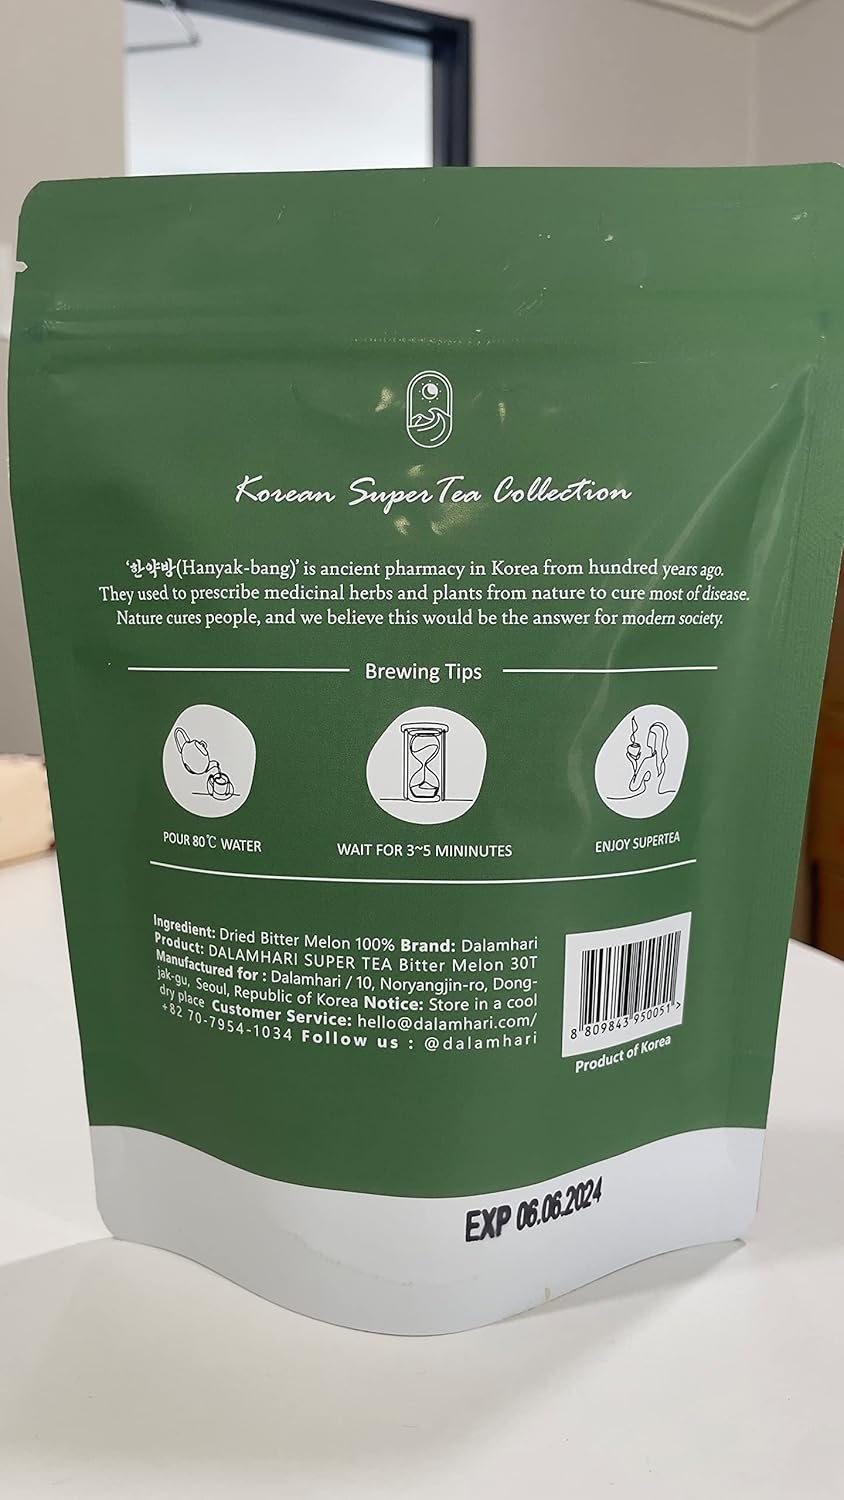 Korean Super Tea Collection
'한약방(Hanyak-bang)' is ancient pharmacy in Korea from hundred years ago.
They used to prescribe medicinal herbs and plants from nature to cure most of disease.
Nature cures people, and we believe this would be the answer for modern society.
Brewing Tips
POUR 80℃ WATER
WAIT FOR 3~5 MININUTES
ENJOY SUPERTEA
Ingredient: Dried Bitter Melon 100% Brand: Dalamhari
Product: DALAMHARI SUPER TEA Bitter Melon 30T
Manufactured for : Dalamhari / 10, Noryangjin-ro, Dong-
jak-gu, Seoul, Republic of Korea Notice: Store in a cool
dry place Customer Service: hello@dalamhari.com/
+82 70-7954-1034 Follow us : @dalamhari
8 809843 950051 >
Product of Korea
EXP 06.06.2024